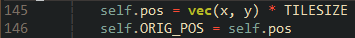 145 self.pos = vec(x, y) * TILESIZE
146 self.ORIG_POS = self.pos